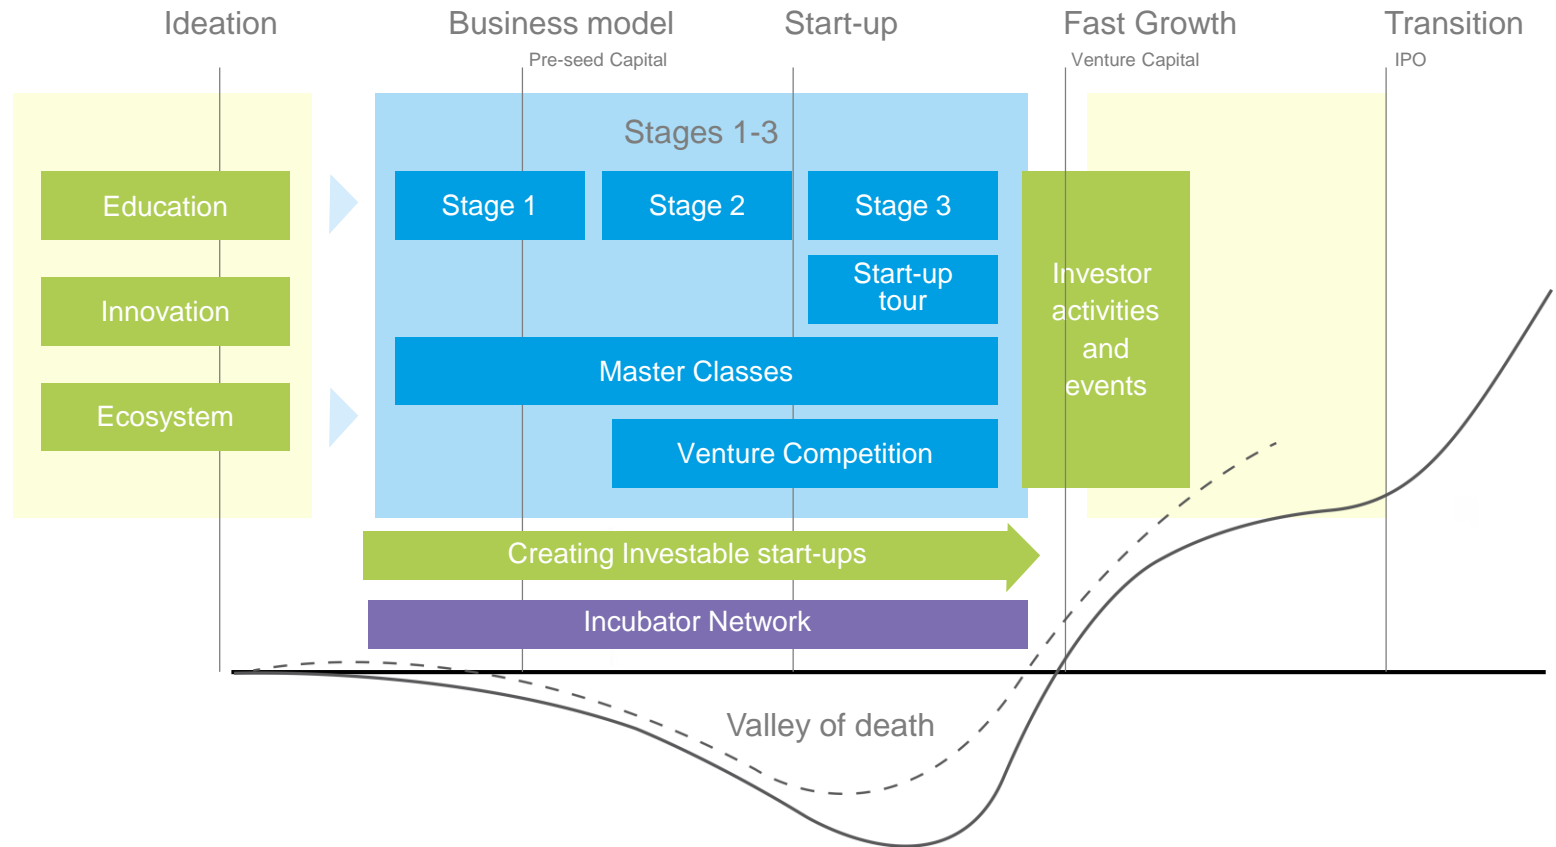 Ideation
Business model
Start-up
Fast Growth
Transition
Pre-seed Capital
Venture Capital
IPO
Stages 1-3
Education
Stage 1
Stage 2
Stage 3
Innovation
Start-up
tour
Investor
activities
and
events
Master Classes
Ecosystem
Venture Competition
Creating Investable start-ups
Incubator Network
Valley of death